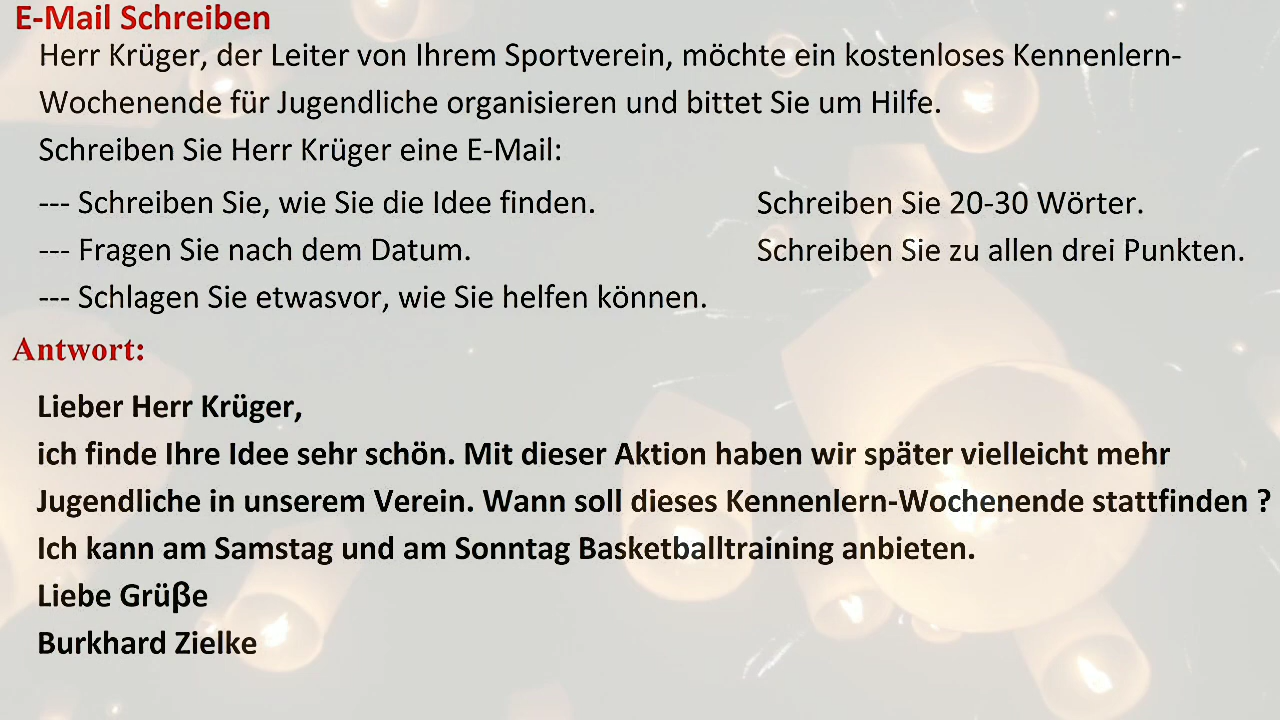 E-Mail Schreiben
Herr Krüger, der Leiter von Ihrem Sportverein, möchte ein kostenloses Kennenlern-
Wochenende für Jugendliche organisieren und bittet Sie um Hilfe.
Schreiben Sie Herr Krüger eine E-Mail:
--- Schreiben Sie, wie Sie die Idee finden.
--- Fragen Sie nach dem Datum.
--- Schlagen Sie etwasvor, wie Sie helfen können.
Schreiben Sie 20-30 Wörter.
Schreiben Sie zu allen drei Punkten.
Antwort:
Lieber Herr Krüger,
ich finde Ihre Idee sehr schön. Mit dieser Aktion haben wir später vielleicht mehr
Jugendliche in unserem Verein. Wann soll dieses Kennenlern-Wochenende stattfinden ?
Ich kann am Samstag und am Sonntag Basketballtraining anbieten.
Liebe Grüβe
Burkhard Zielke